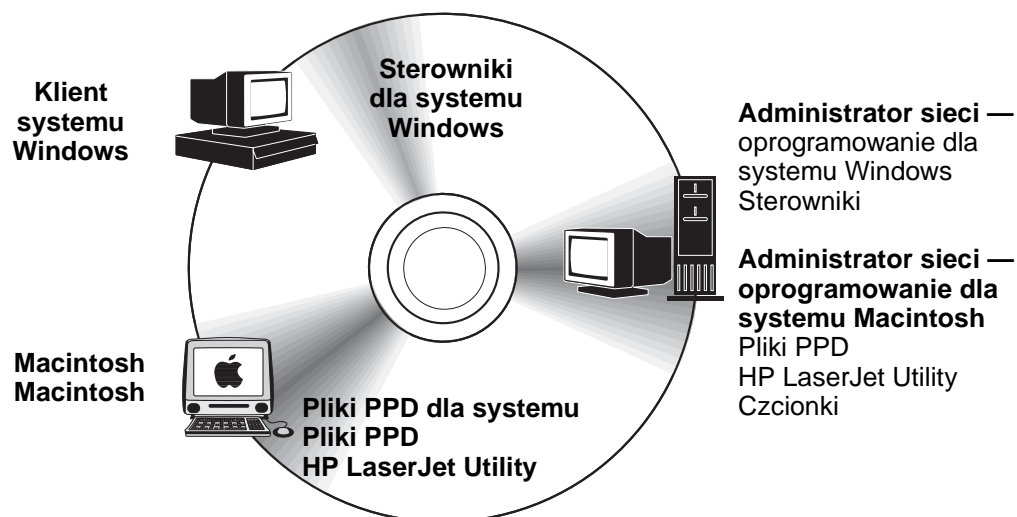 Klient
systemu
Windows
Sterowniki
dla systemu
Windows
Administrator sieci —
oprogramowanie dla
systemu Windows
Sterowniki
Administrator sieci —
oprogramowanie dla
systemu Macintosh
Pliki PPD
HP LaserJet Utility
Czcionki
Macintosh
Macintosh
Pliki PPD dla systemu
Pliki PPD
HP LaserJet Utility